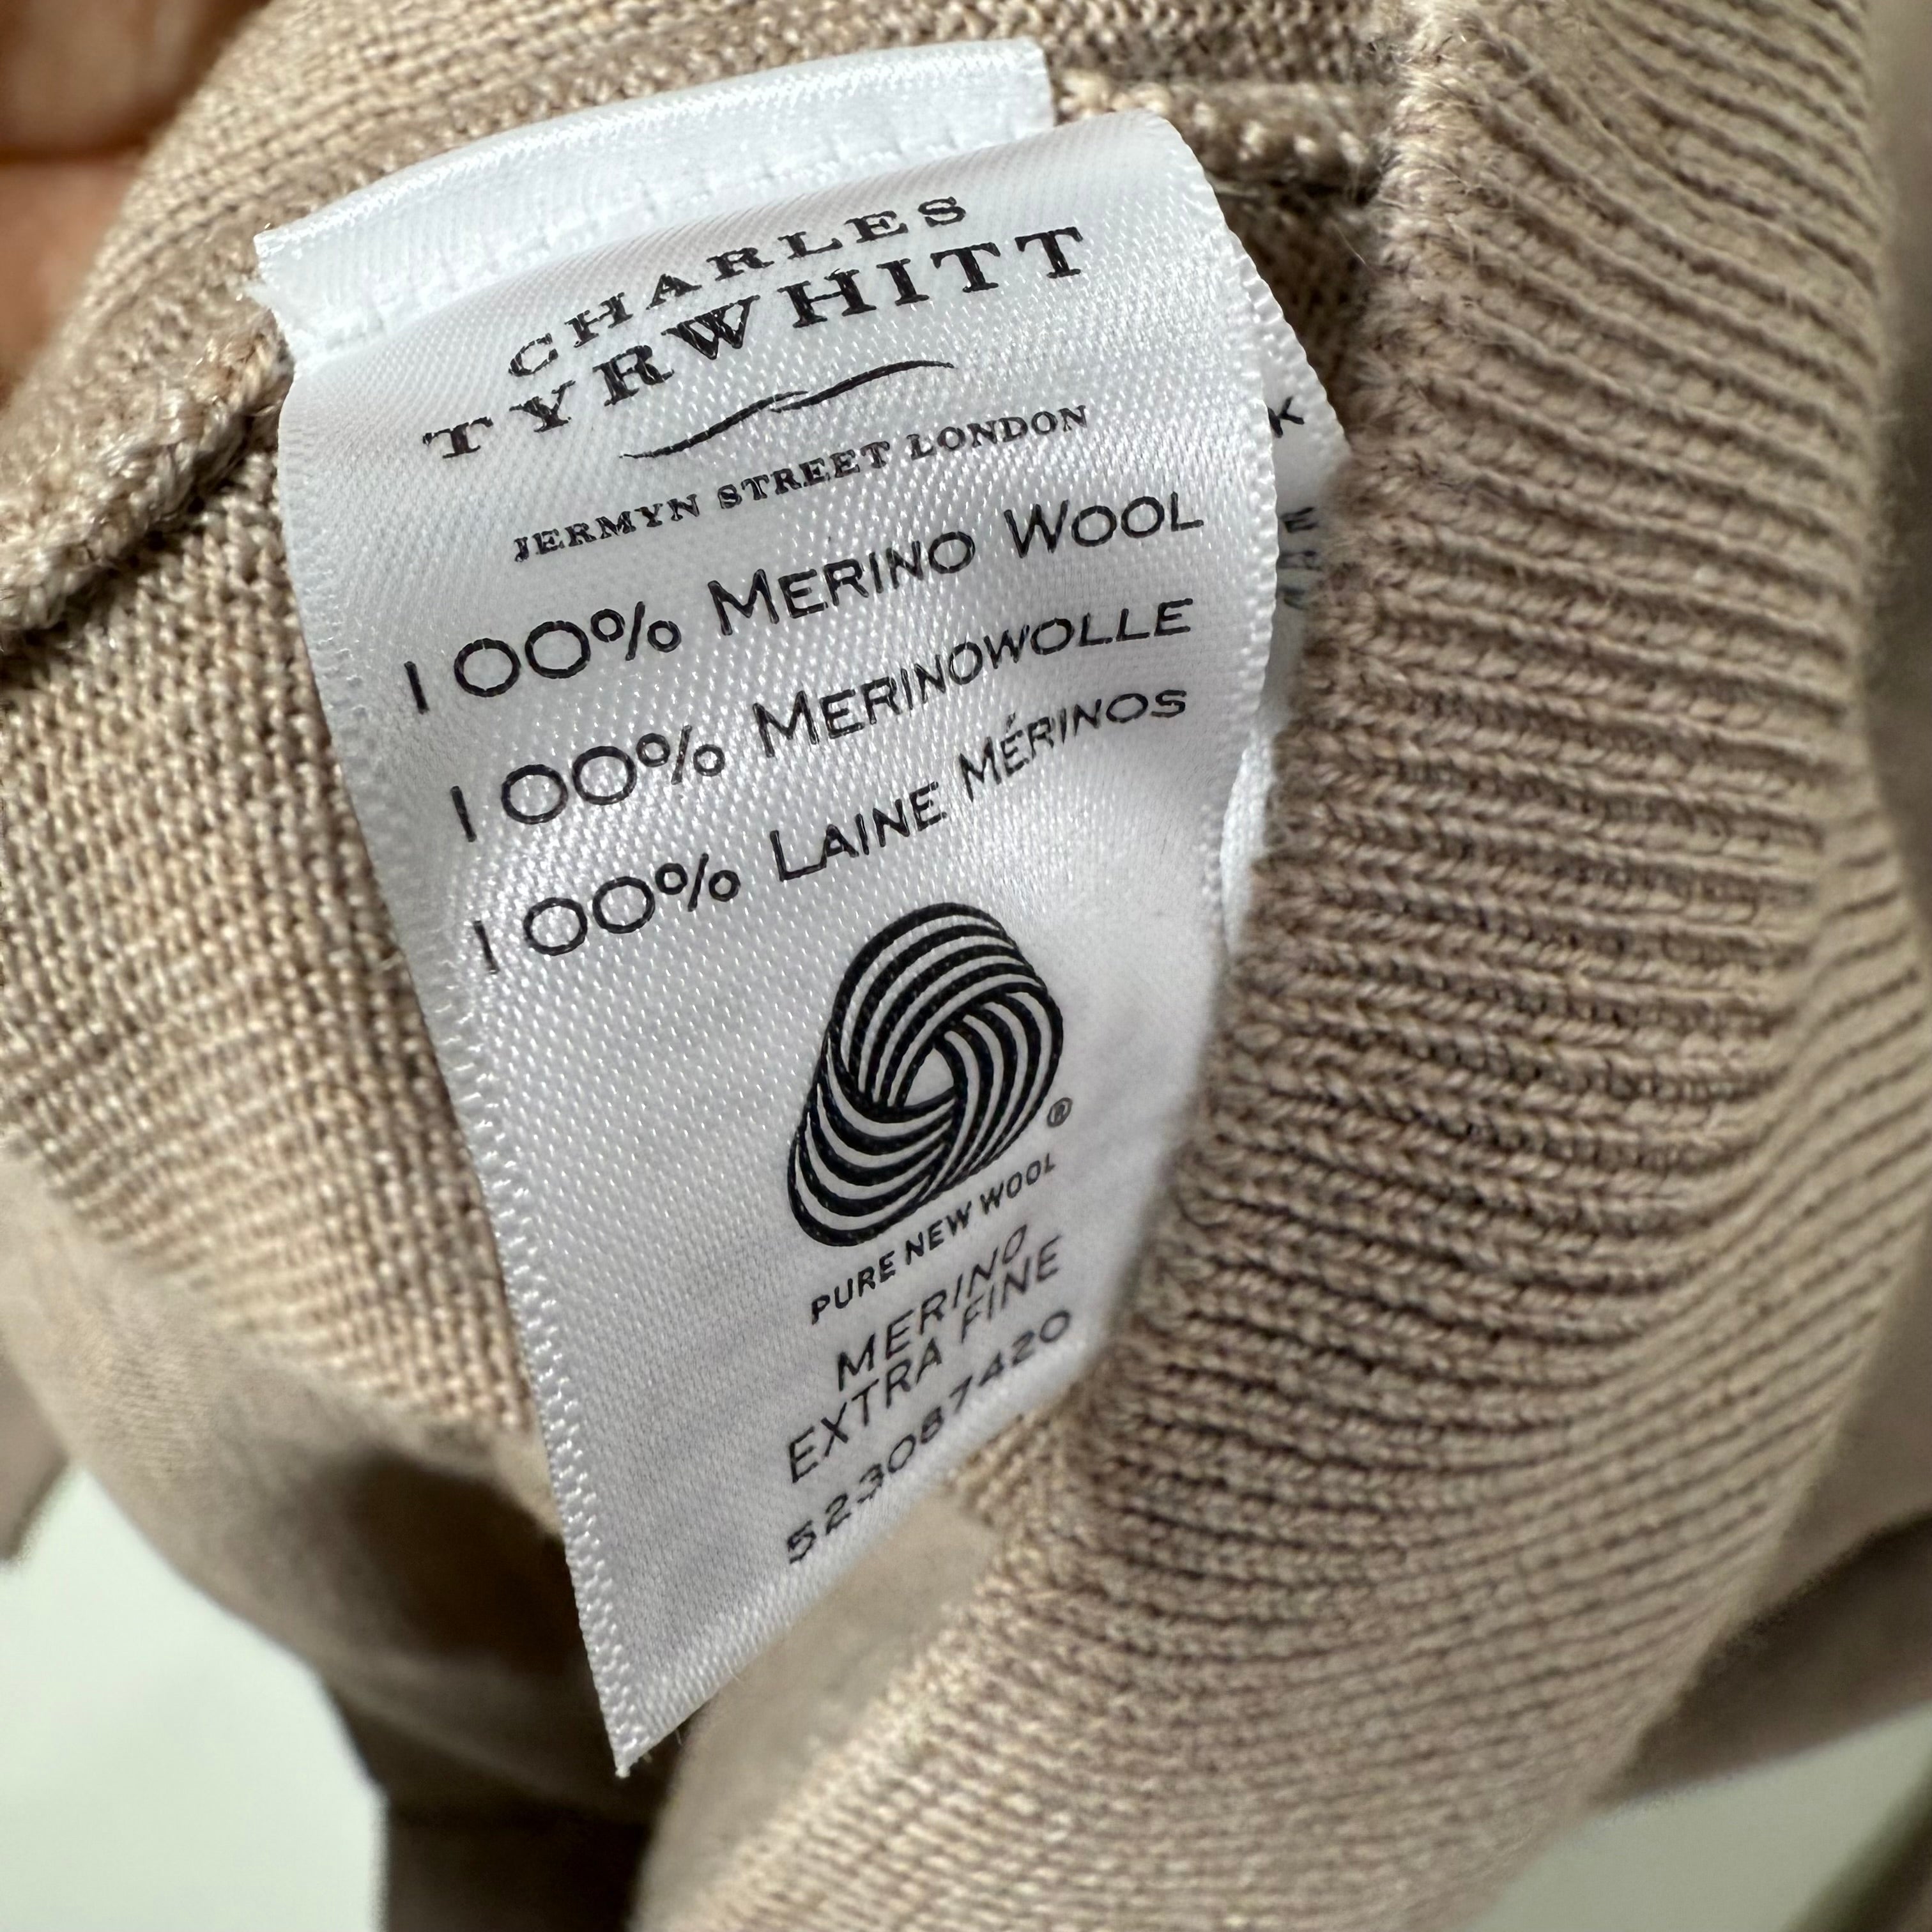 CHARLES
TYRWHITT
JERMYN STREET LONDON
100% MERINO WOOL
100% MERINOWOLLE
100% LAINE MÉRINOS
®
PURE NEW WOOL
MERINO
EXTRA FINE
523087420